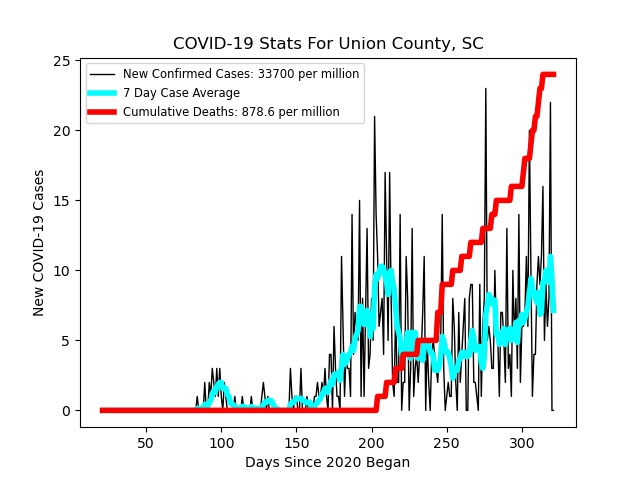 COVID-19 Stats For Union County, SC
New Confirmed Cases: 33700 per million
7 Day Case Average
Cumulative Deaths: 878.6 per million
New COVID-19 Cases
25
20
15
10
5
0
50 100 150 200 250 300
Days Since 2020 Began